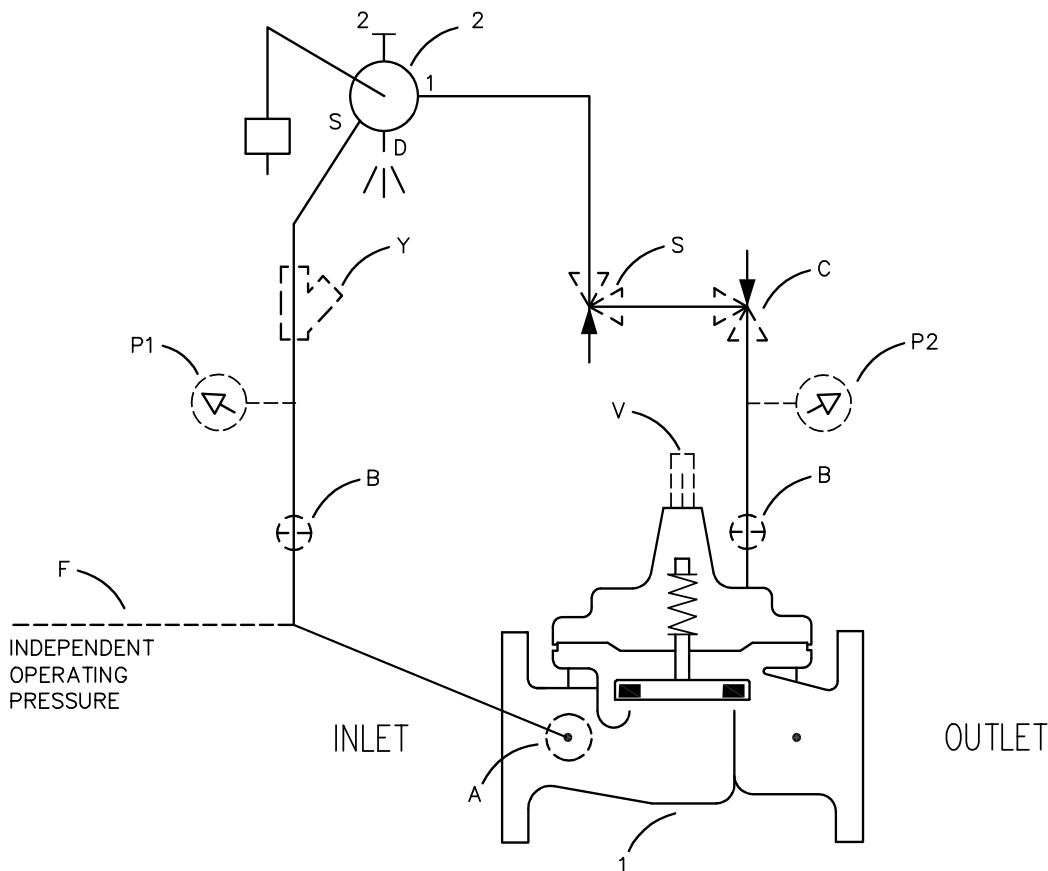 2
2
1
S
D
Y
S
C
P1
P2
V
B
B
F
INDEPENDENT
OPERATING
PRESSURE
INLET
OUTLET
A
1